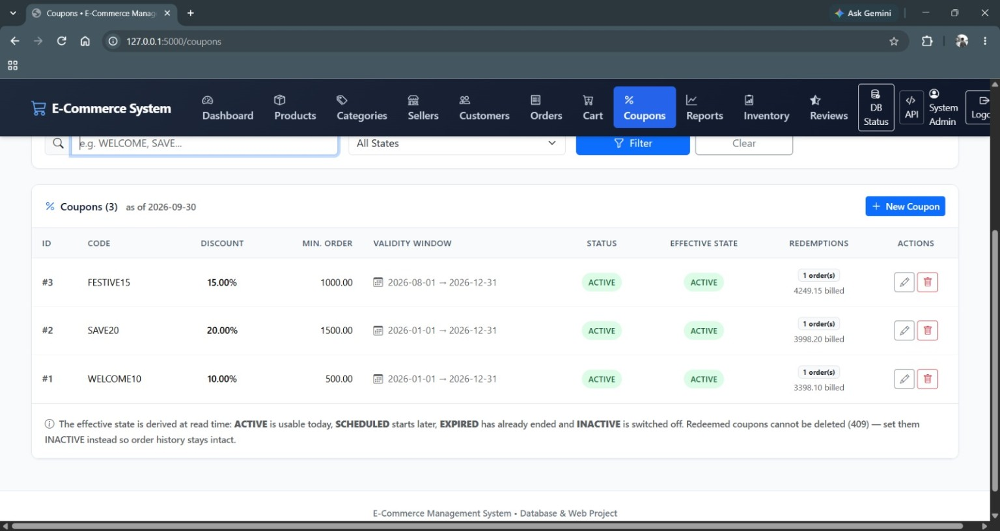 Coupons • E-Commerce Manag
Ask Gemini
127.0.0.1:5000/coupons
E-Commerce System
Dashboard
Products
Categories
Sellers
Customers
Orders
Cart
Coupons
Reports
Inventory
Reviews
DB Status
API
System Admin
Logo
e.g. WELCOME, SAVE...
All States
Filter
Clear
Coupons (3) as of 2026-09-30
+ New Coupon
ID CODE DISCOUNT MIN. ORDER VALIDITY WINDOW STATUS EFFECTIVE STATE REDEMPTIONS ACTIONS
#3 FESTIVE15 15.00% 1000.00 2026-08-01 → 2026-12-31 ACTIVE ACTIVE 1 order(s)
4249.15 billed
#2 SAVE20 20.00% 1500.00 2026-01-01 → 2026-12-31 ACTIVE ACTIVE 1 order(s)
3998.20 billed
#1 WELCOME10 10.00% 500.00 2026-01-01 → 2026-12-31 ACTIVE ACTIVE 1 order(s)
3398.10 billed
The effective state is derived at read time: ACTIVE is usable today, SCHEDULED starts later, EXPIRED has already ended and INACTIVE is switched off. Redeemed coupons cannot be deleted (409) — set them
INACTIVE instead so order history stays intact.
E-Commerce Management System • Database & Web Project